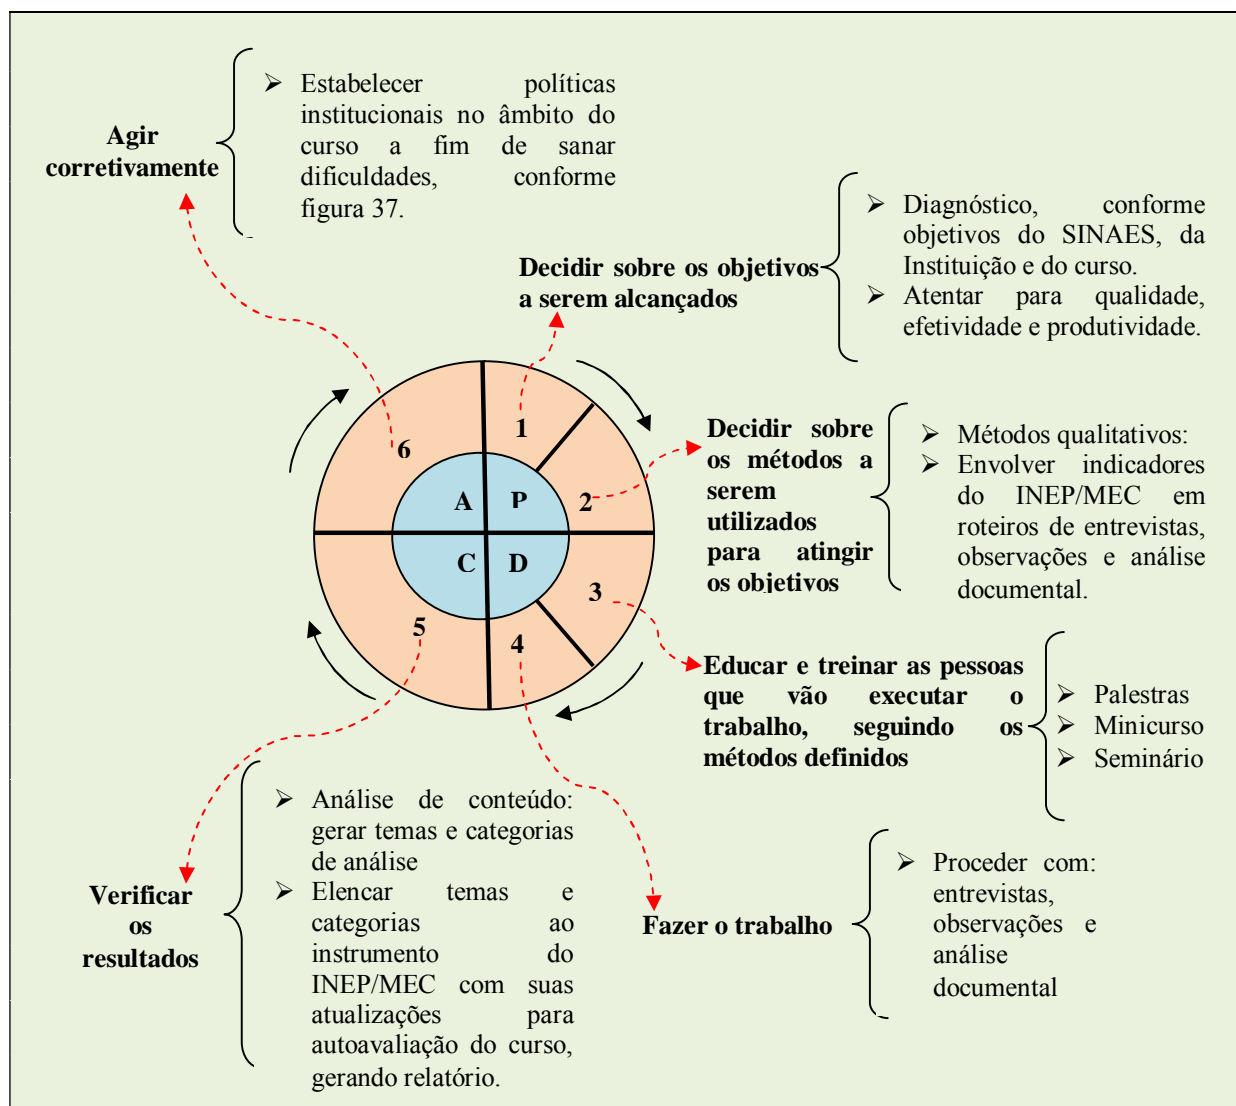 ➢ Estabelecer políticas
institucionais no âmbito do
curso a fim de sanar
dificuldades, conforme
figura 37.
Agir
corretivamente
➢ Diagnóstico, conforme
objetivos do SINAES, da
Instituição e do curso.
➢ Atentar para qualidade,
efetividade e produtividade.
Decidir sobre os objetivos
a serem alcançados
1
6
A P
2
C D
3
5
4
Decidir sobre
os métodos a
serem
utilizados
para atingir
os objetivos
➢ Métodos qualitativos:
➢ Envolver indicadores
do INEP/MEC em
roteiros de entrevistas,
observações e análise
documental.
Educar e treinar as pessoas
que vão executar o
trabalho, seguindo os
métodos definidos
➢ Palestras
➢ Minicurso
➢ Seminário
➢ Análise de conteúdo:
gerar temas e categorias
de análise
➢ Elencar temas e
categorias ao
instrumento do
INEP/MEC com suas
atualizações para
autoavaliação do curso,
gerando relatório.
Verificar
os
resultados
Fazer o trabalho
➢ Proceder com:
entrevistas,
observações e
análise
documental